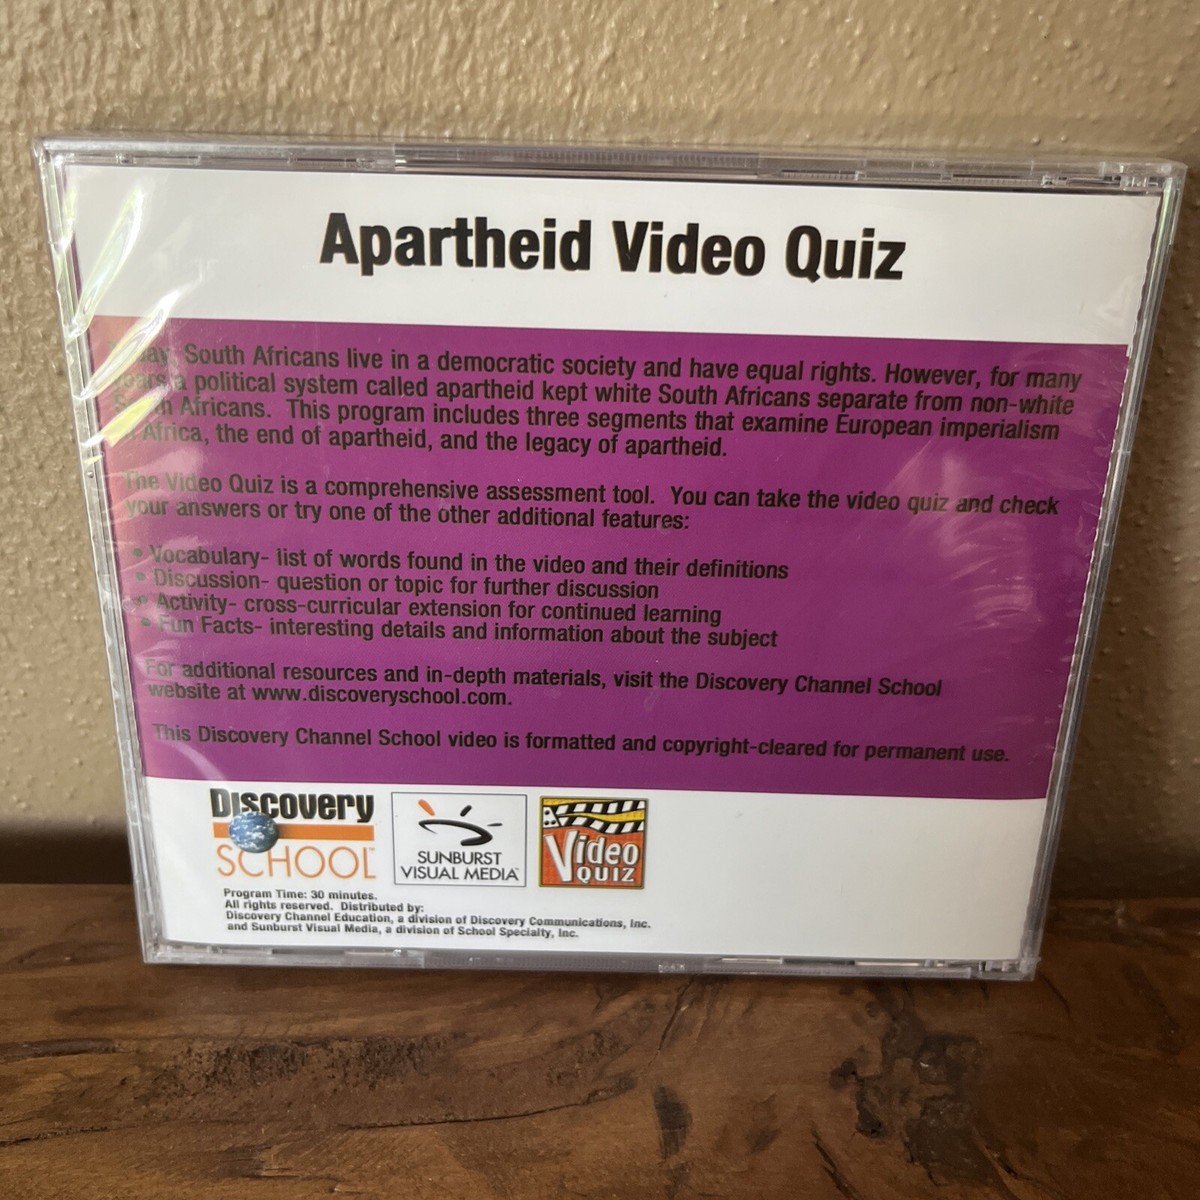 Apartheid Video Quiz
Today, South Africans live in a democratic society and have equal rights. However, for many
years a political system called apartheid kept white South Africans separate from non-white
South Africans. This program includes three segments that examine European imperialism
in Africa, the end of apartheid, and the legacy of apartheid.
The Video Quiz is a comprehensive assessment tool. You can take the video quiz and check
your answers or try one of the other additional features:
• Vocabulary- list of words found in the video and their definitions
• Discussion- question or topic for further discussion
• Activity- cross-curricular extension for continued learning
• Fun Facts- interesting details and information about the subject
For additional resources and in-depth materials, visit the Discovery Channel School
website at www.discoveryschool.com.
This Discovery Channel School video is formatted and copyright-cleared for permanent use.
Discovery
SCHOOL™
SUNBURST
VISUAL MEDIA
Video
QUIZ
Program Time: 30 minutes.
All rights reserved. Distributed by:
Discovery Channel Education, a division of Discovery Communications, Inc.
and Sunburst Visual Media, a division of School Specialty, Inc.